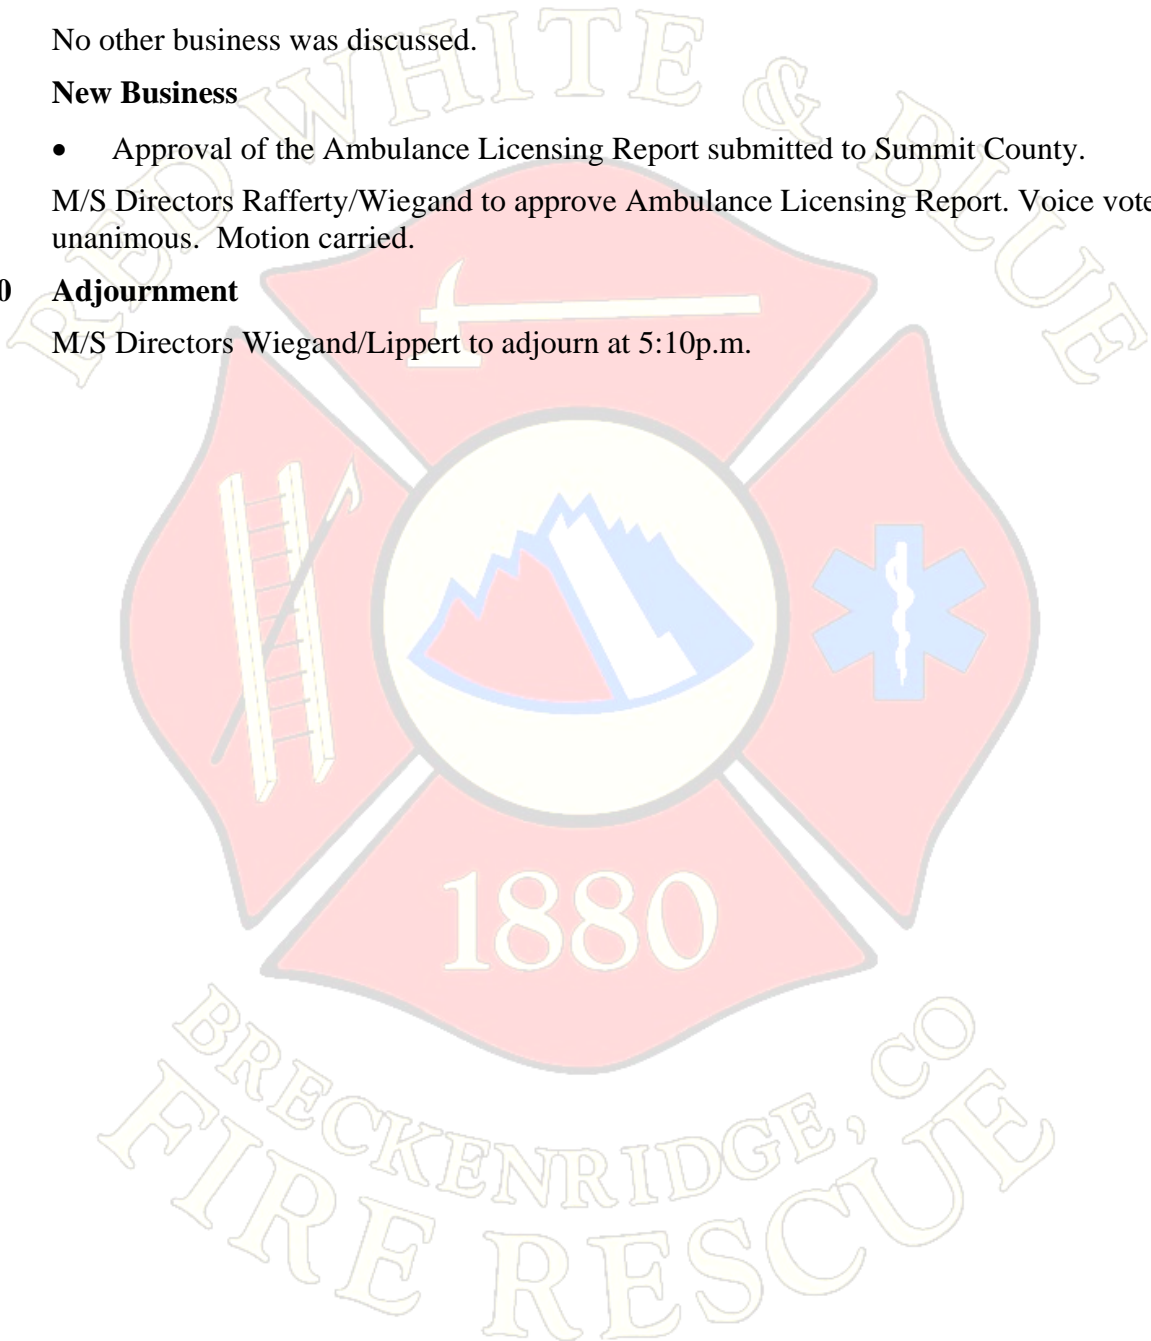 No other business was discussed.
New Business
• Approval of the Ambulance Licensing Report submitted to Summit County.
M/S Directors Rafferty/Wiegand to approve Ambulance Licensing Report. Voice vote
unanimous. Motion carried.
0 Adjournment
M/S Directors Wiegand/Lippert to adjourn at 5:10p.m.
RED WHITE & BLUE
1880
BRECKENRIDGE, CO
FIRE RESCUE